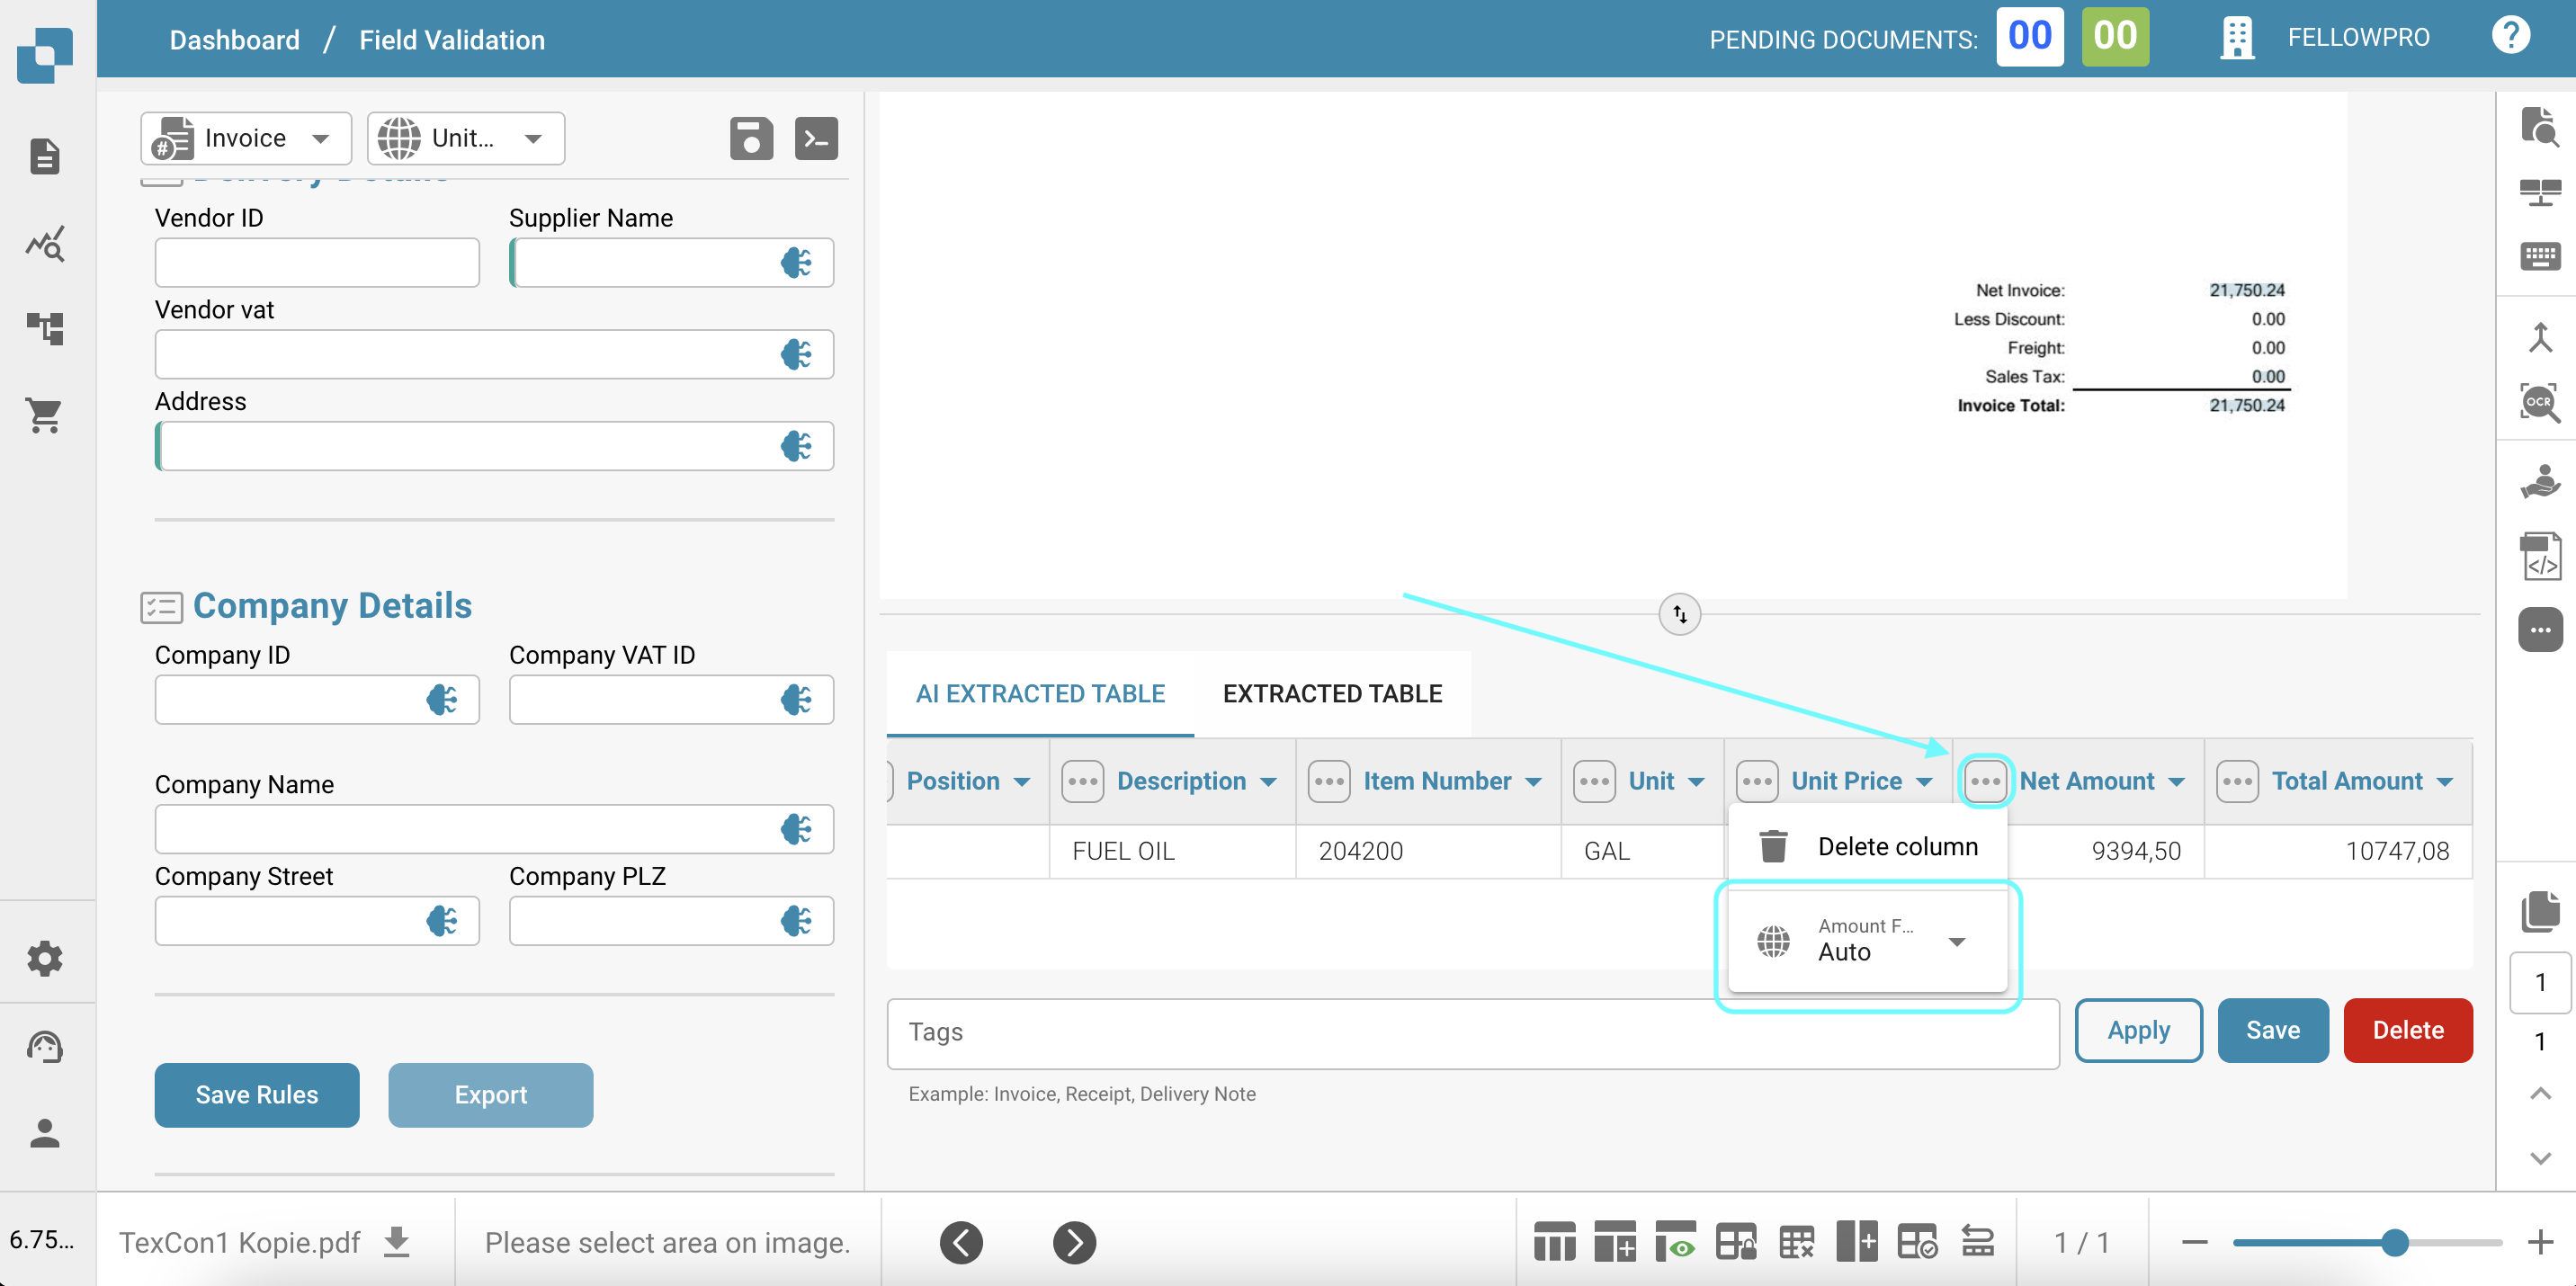 Dashboard / Field Validation
PENDING DOCUMENTS: 00 00 FELLOWPRO ?
# Invoice Unit...
Delivery Details
Vendor ID Supplier Name
Vendor vat
Address
Company Details
Company ID Company VAT ID
Company Name
Company Street Company PLZ
Save Rules Export
Net Invoice: 21,750.24
Less Discount: 0.00
Freight: 0.00
Sales Tax: 0.00
Invoice Total: 21,750.24
AI EXTRACTED TABLE EXTRACTED TABLE
Position Description Item Number Unit Unit Price Net Amount Total Amount
FUEL OIL 204200 GAL 9394,50 10747,08
Delete column
Amount F...
Auto
Tags
Apply Save Delete
Example: Invoice, Receipt, Delivery Note
OCR
</>
1
1
6.75... TexCon1 Kopie.pdf Please select area on image. 1 / 1